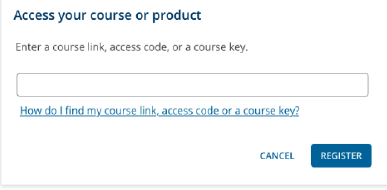 Access your course or product
Enter a course link, access code, or a course key.
How do I find my course link, access code or a course key?
CANCEL REGISTER